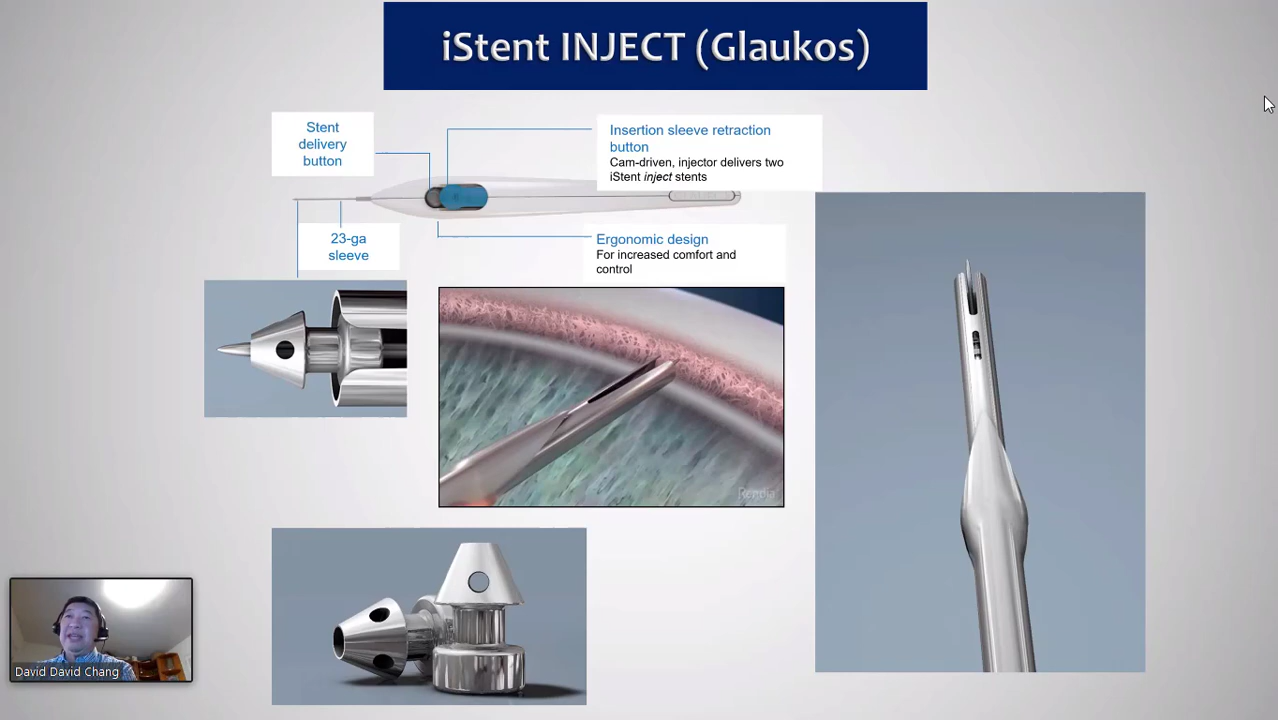 iStent INJECT (Glaukos)
Stent
delivery
button
Insertion sleeve retraction
button
Cam-driven, injector delivers two
iStent inject stents
23-ga
sleeve
Ergonomic design
For increased comfort and
control
Rendia
David David Chang